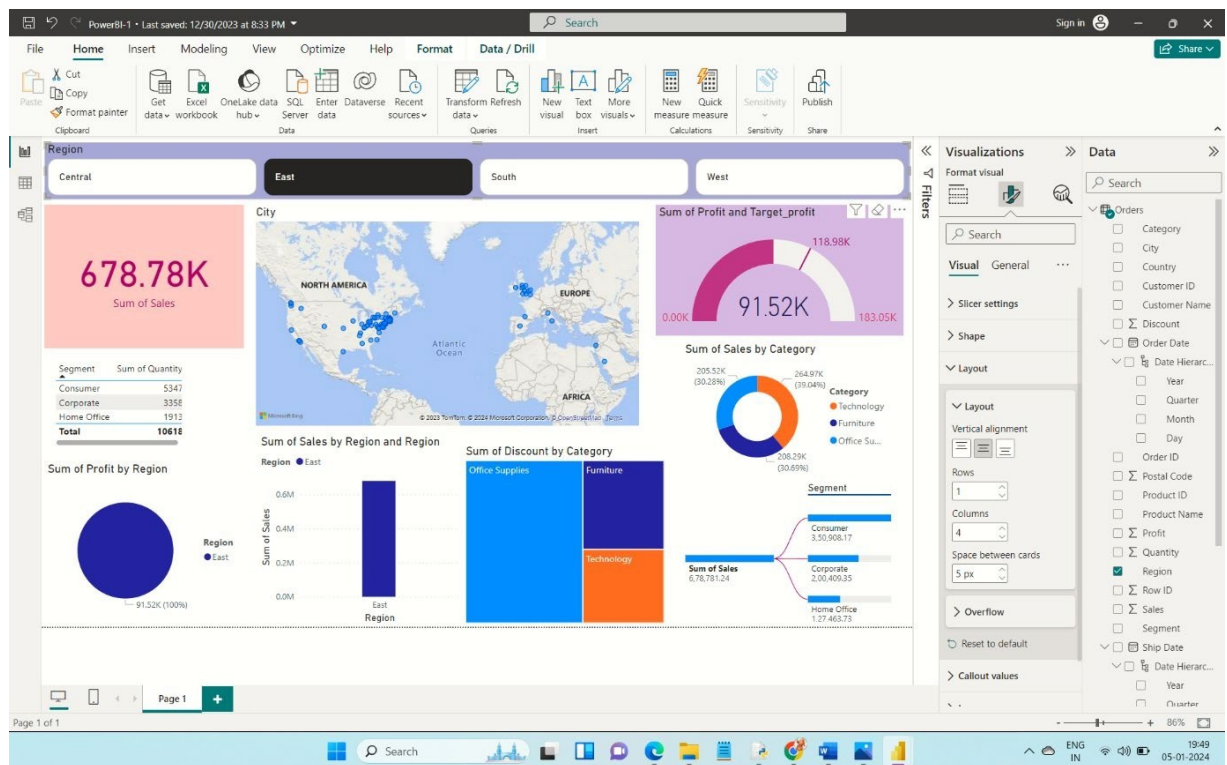 PowerBI-1 • Last saved: 12/30/2023 at 8:33 PM
Search
Sign in
File Home Insert Modeling View Optimize Help Format Data / Drill
Share
Paste
Cut
Copy
Format painter
Get data
Excel workbook
OneLake data hub
SQL Server
Enter data
Dataverse
Recent sources
Transform data
Refresh
New visual
Text box
More visuals
New measure
Quick measure
Sensitivity
Publish
Clipboard Data Queries Insert Calculations Sensitivity Share
Region
Central East South West
678.78K
Sum of Sales
City
NORTH AMERICA
EUROPE
Atlantic Ocean
AFRICA
Microsoft Bing
© 2023 TomTom, © 2024 Microsoft Corporation, © OpenStreetMap Terms
Sum of Profit and Target_profit
118.98K
91.52K
0.00K
183.05K
Segment Sum of Quantity
Consumer 5347
Corporate 3358
Home Office 1913
Total 10618
Sum of Sales by Category
205.52K
(30.28%)
264.97K
(39.04%)
208.29K
(30.69%)
Category
Technology
Furniture
Office Su...
Sum of Profit by Region
Region
East
91.52K (100%)
Sum of Sales by Region and Region
Region East
Sum of Sales
0.6M
0.4M
0.2M
0.0M
East
Region
Sum of Discount by Category
Office Supplies
Furniture
Technology
Segment
Sum of Sales
6,78,781.24
Consumer
3,50,908.17
Corporate
2,00,409.35
Home Office
1,27,463.73
Filters
Visualizations
Format visual
Search
Visual General
Slicer settings
Shape
Layout
Layout
Vertical alignment
Rows
1
Columns
4
Space between cards
5 px
Overflow
Reset to default
Callout values
Data
Search
Orders
Category
City
Country
Customer ID
Customer Name
Discount
Order Date
Date Hierarc...
Year
Quarter
Month
Day
Order ID
Postal Code
Product ID
Product Name
Profit
Quantity
Region
Row ID
Sales
Segment
Ship Date
Date Hierarc...
Year
Quarter
Page 1
Page 1 of 1
86%
Search
ENG
IN
19:49
05-01-2024